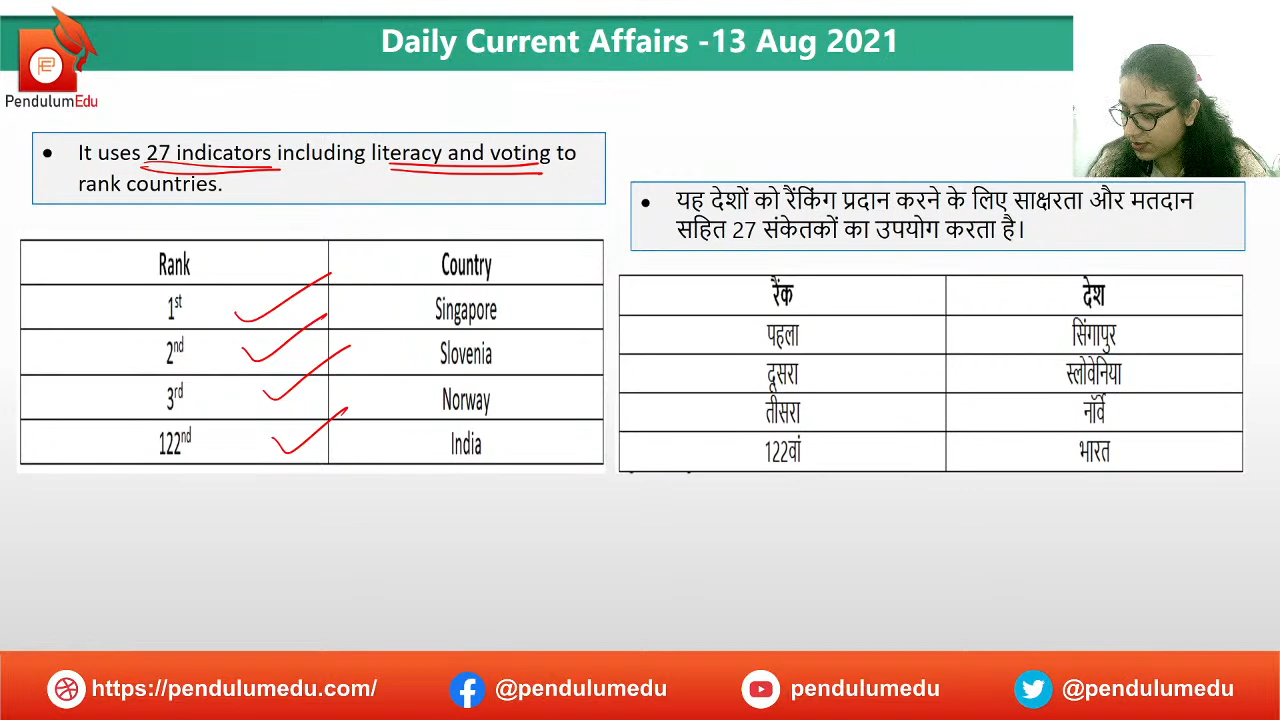 Daily Current Affairs -13 Aug 2021
PendulumEdu
• It uses 27 indicators including literacy and voting to
rank countries.
• यह देशों को रैंकिंग प्रदान करने के लिए साक्षरता और मतदान
सहित 27 संकेतकों का उपयोग करता है।
Rank Country
1st Singapore
2nd Slovenia
3rd Norway
122nd India
रैंक देश
पहला सिंगापुर
दूसरा स्लोवेनिया
तीसरा नॉर्वे
122वां भारत
https://pendulumedu.com/ @pendulumedu pendulumedu @pendulumedu